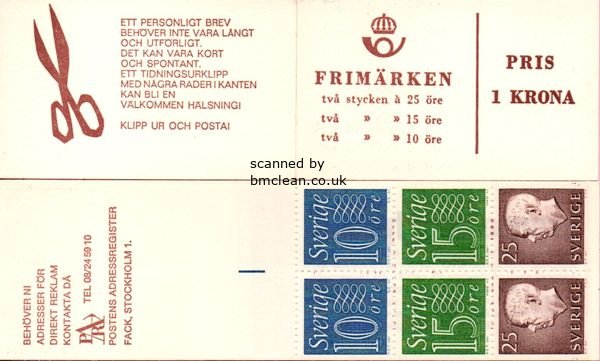 ETT PERSONLIGT BREV
BEHÖVER INTE VARA LÅNGT
OCH UTFÖRLIGT.
DET KAN VARA KORT
OCH SPONTANT.
ETT TIDNINGSURKLIPP
MED NÅGRA RADER I KANTEN
KAN BLI EN
VÄLKOMMEN HÄLSNING!
KLIPP UR OCH POSTA!
FRIMÄRKEN
två stycken à 25 öre
två » » 15 öre
två » » 10 öre
PRIS
1 KRONA
scanned by
bmclean.co.uk
BEHÖVER NI
ADRESSER FÖR
DIREKT REKLAM
KONTAKTA DÅ
PAR TEL 08/24 59 10
POSTENS ADRESSREGISTER
FACK, STOCKHOLM 1.
Sverige
10 öre
Sverige
15 öre
25
SVERIGE
Sverige
10 öre
Sverige
15 öre
25
SVERIGE